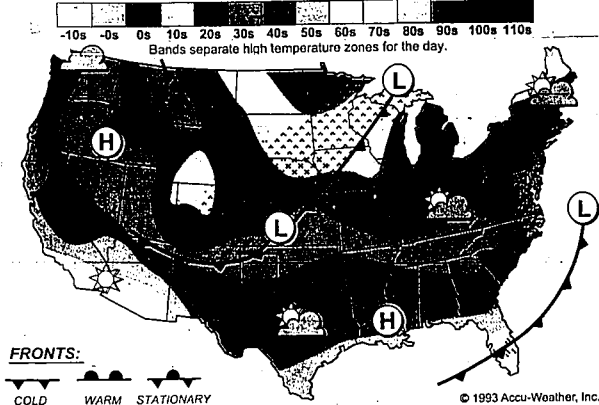 -10s -0s 0s 10s 20s 30s 40s 50s 60s 70s 80s 90s 100s 110s
Bands separate high temperature zones for the day.
L
H
L
L
H
FRONTS:
COLD WARM STATIONARY
© 1993 Accu-Weather, Inc.